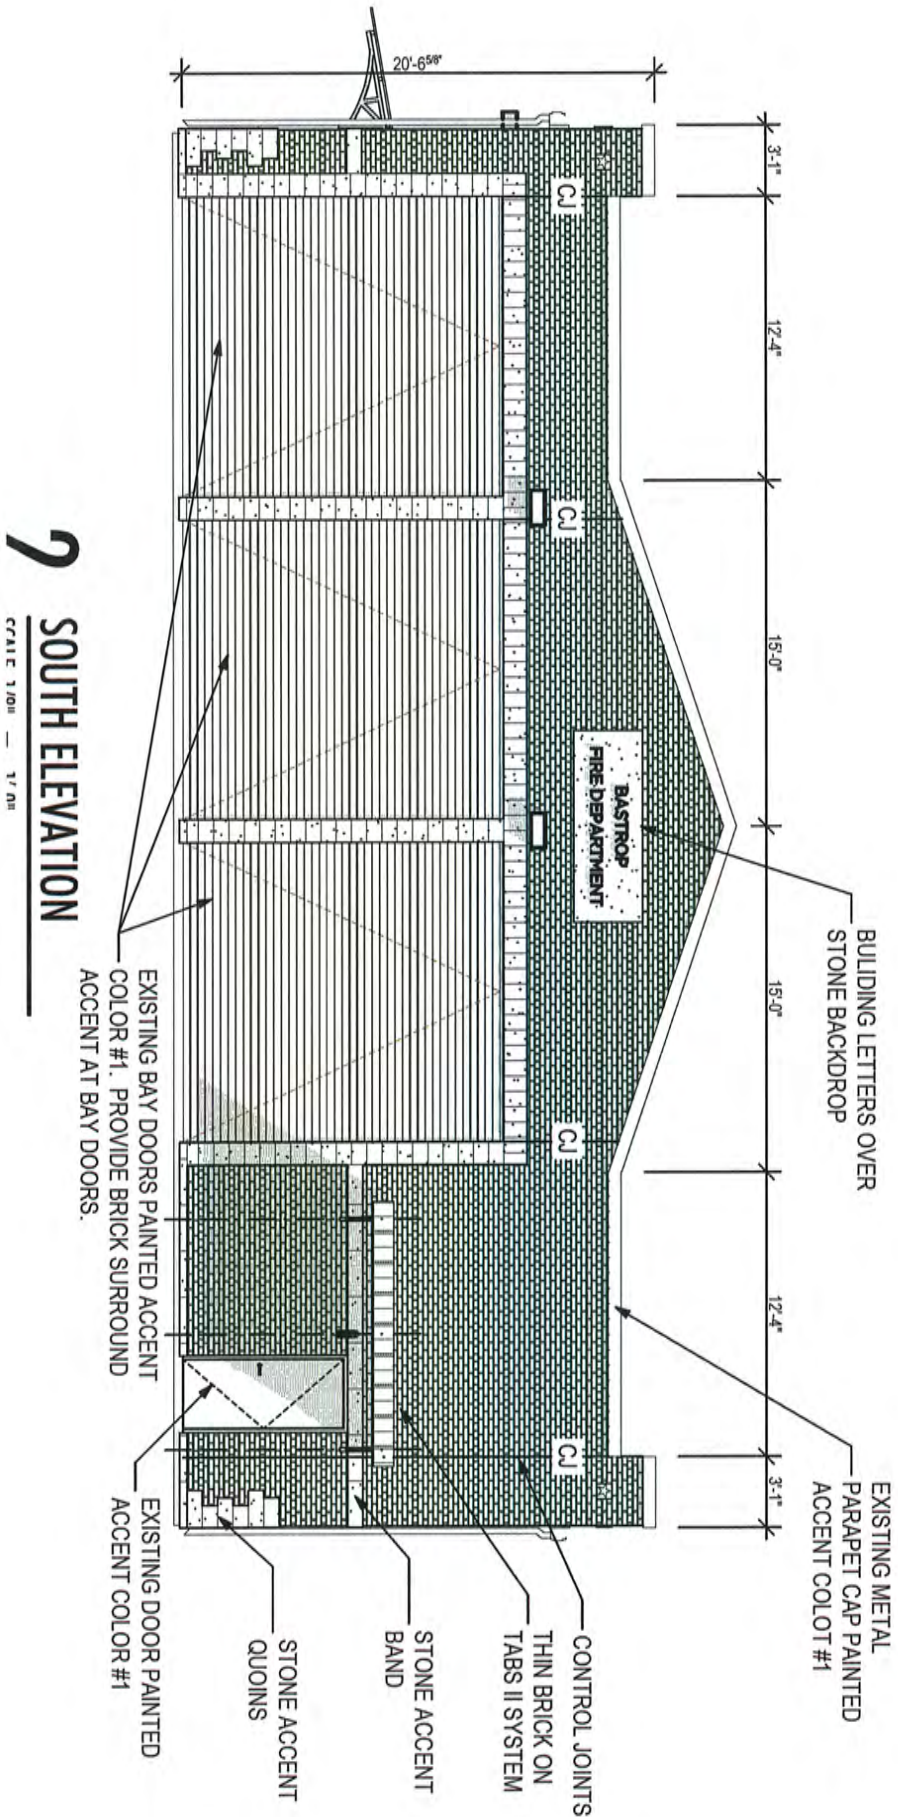 BULIDING LETTERS OVER
STONE BACKDROP
EXISTING METAL
PARAPET CAP PAINTED
ACCENT COLOT #1
3'-1"
12'-4"
15'-0"
15'-0"
12'-4"
3'-1"
20'-6 5/8"
CJ
CJ
CJ
CJ
BASTROP
FIRE DEPARTMENT
CONTROL JOINTS
THIN BRICK ON
TABS II SYSTEM
STONE ACCENT
BAND
STONE ACCENT
QUOINS
EXISTING DOOR PAINTED
ACCENT COLOR #1
EXISTING BAY DOORS PAINTED ACCENT
COLOR #1. PROVIDE BRICK SURROUND
ACCENT AT BAY DOORS.
SOUTH ELEVATION